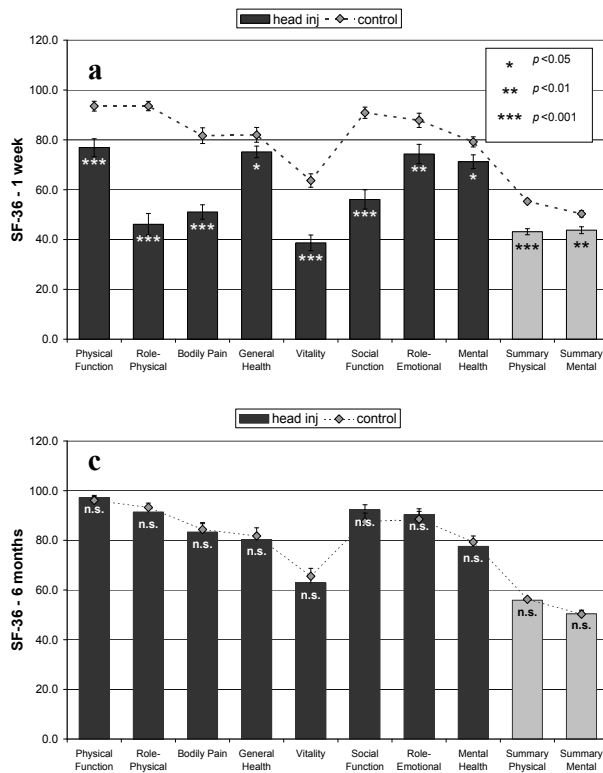 head inj control
120.0
a
* p<0.05
** p<0.01
*** p<0.001
100.0
80.0
60.0
40.0
20.0
0.0
SF-36 - 1 week
*** *** *** * *** *** ** * *** **
Physical Function
Role-Physical
Bodily Pain
General Health
Vitality
Social Function
Role-Emotional
Mental Health
Summary Physical
Summary Mental
head inj control
120.0
c
100.0
80.0
60.0
40.0
20.0
0.0
SF-36 - 6 months
n.s. n.s. n.s. n.s. n.s. n.s. n.s. n.s. n.s. n.s.
Physical Function
Role-Physical
Bodily Pain
General Health
Vitality
Social Function
Role-Emotional
Mental Health
Summary Physical
Summary Mental